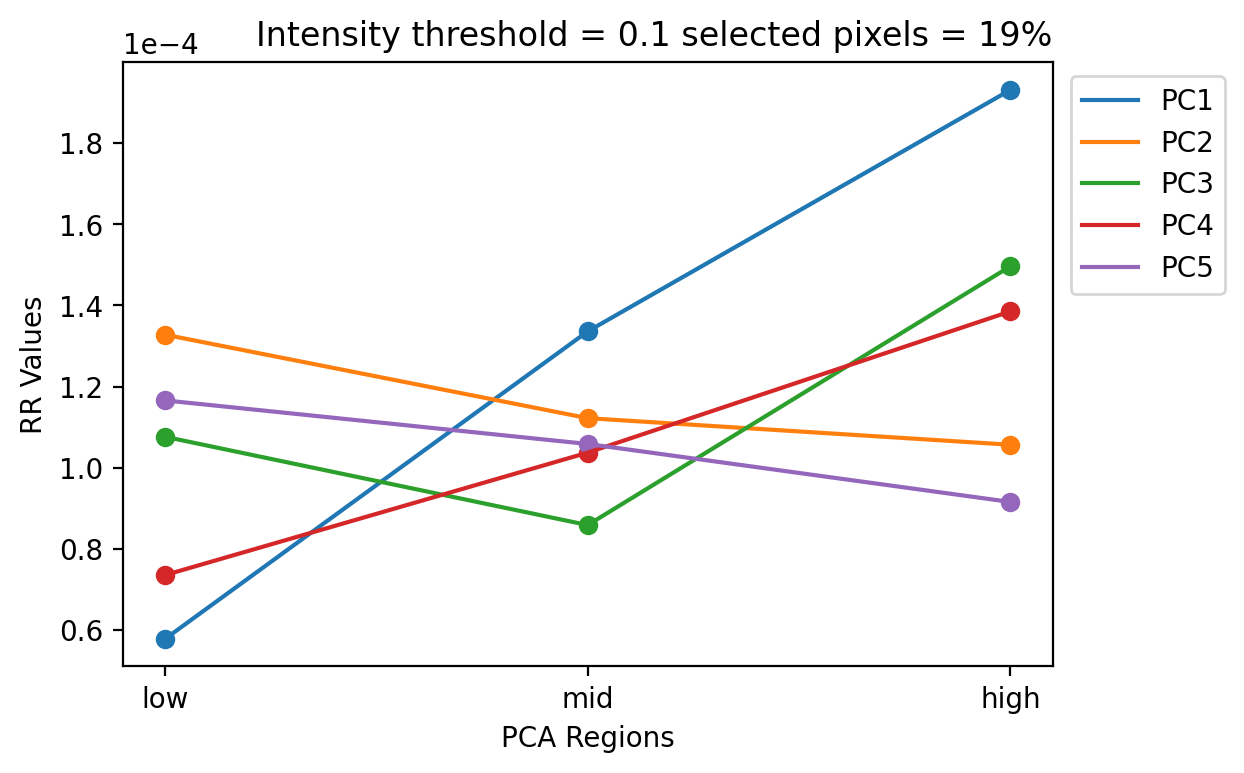 Intensity threshold = 0.1 selected pixels = 19%
1e−4
1.8
1.6
1.4
1.2
1.0
0.8
0.6
RR Values
low mid high
PCA Regions
PC1
PC2
PC3
PC4
PC5